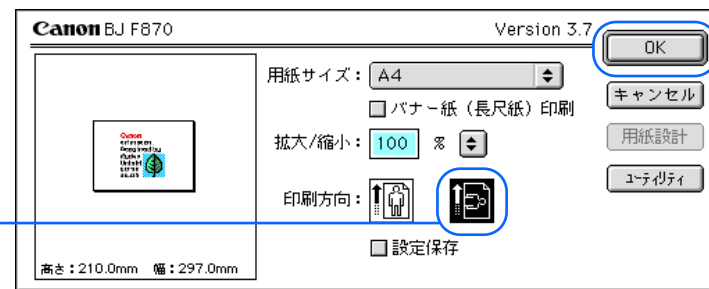 Canon BJ F870
Version 3.7
OK
用紙サイズ： A4
キャンセル
バナー紙（長尺紙）印刷
用紙設計
拡大/縮小： 100 %
ユーティリティ
印刷方向：
設定保存
Canon
高さ：210.0mm 幅：297.0mm